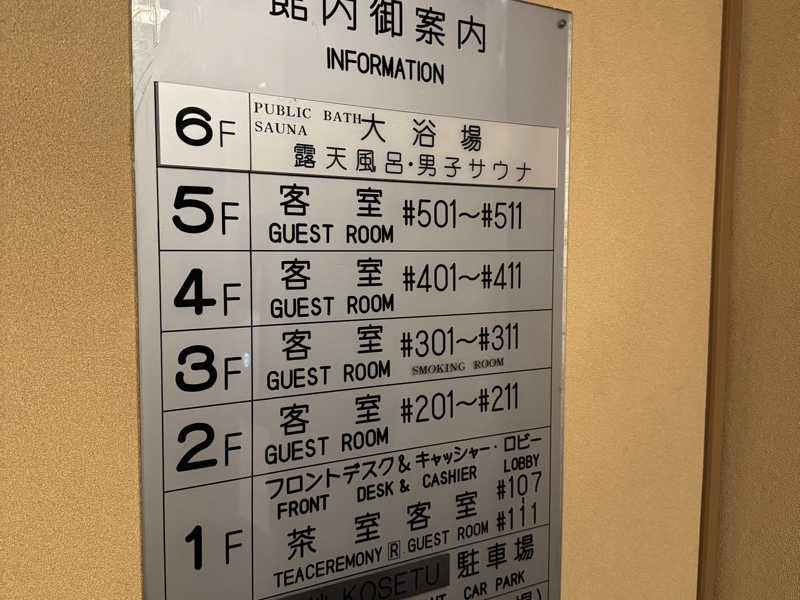 館内御案内
INFORMATION
6F PUBLIC BATH 大浴場
SAUNA
露天風呂・男子サウナ
5F 客室 #501〜#511
GUEST ROOM
4F 客室 #401〜#411
GUEST ROOM
3F 客室 #301〜#311
GUEST ROOM SMOKING ROOM
2F 客室 #201〜#211
GUEST ROOM
フロントデスク&キャッシャー・ロビー
FRONT DESK & CASHIER LOBBY
1F 茶室 客室 #107〜#111
TEACEREMONY R GUEST ROOM
KOSETU 駐車場
CAR PARK